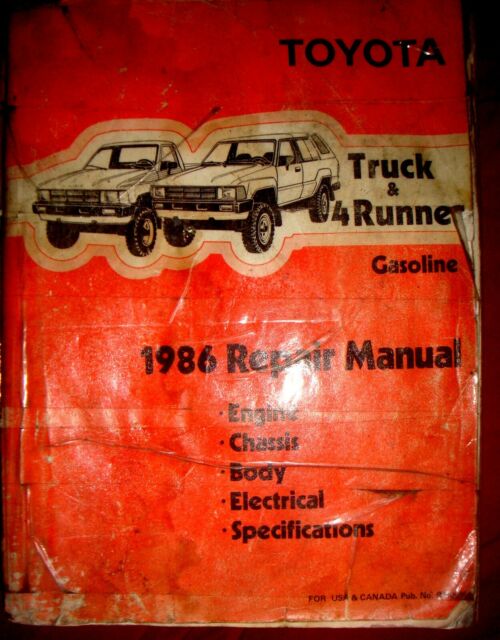 TOYOTA
Truck
&
4Runner
Gasoline
1986 Repair Manual
· Engine
· Chassis
· Body
· Electrical
· Specifications
FOR USA & CANADA Pub. No.